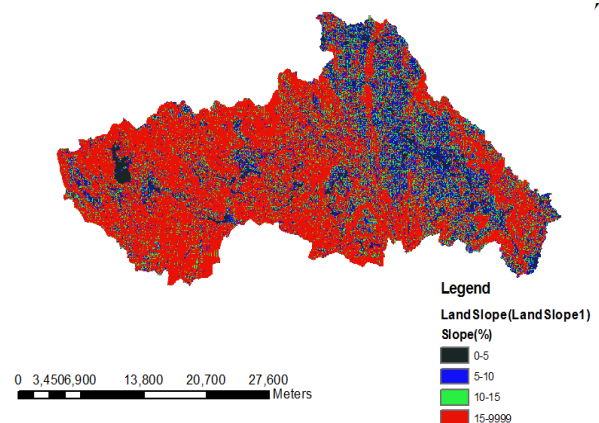 Legend
LandSlope(LandSlope1)
Slope(%)
0-5
5-10
10-15
15-9999
0 3,4506,900 13,800 20,700 27,600
Meters